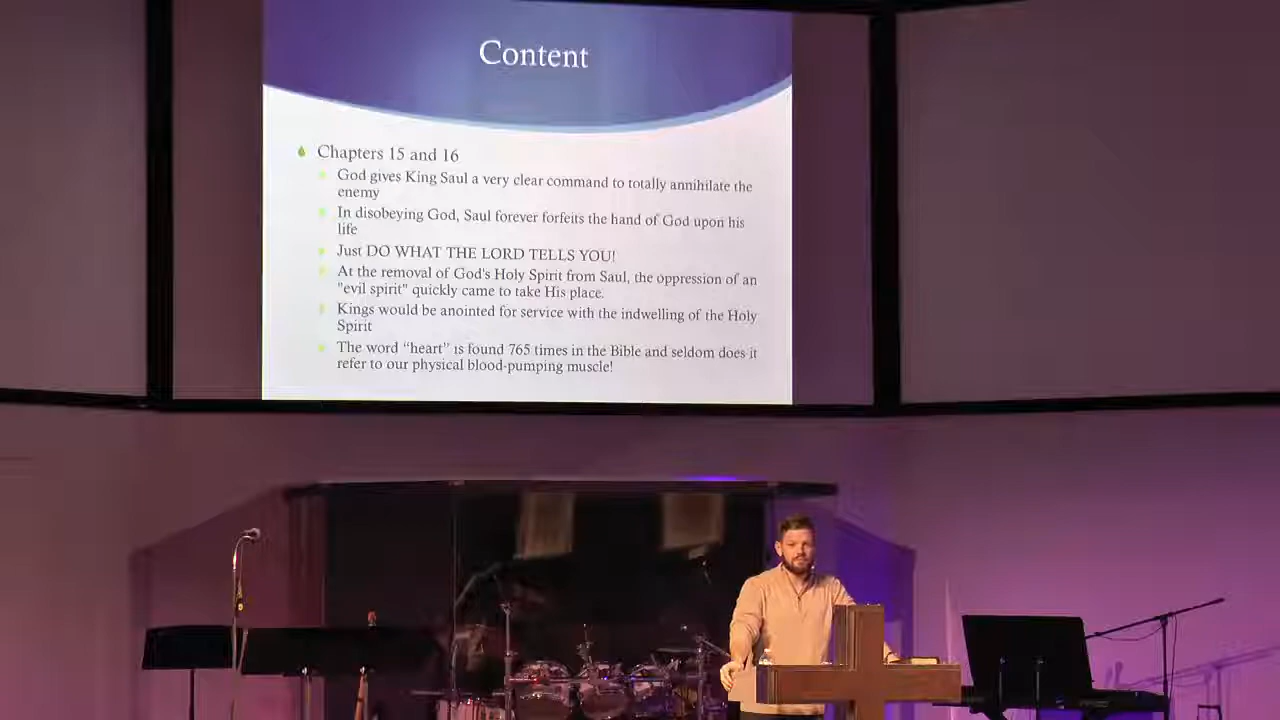 Content
Chapters 15 and 16
God gives King Saul a very clear command to totally annihilate the
enemy
In disobeying God, Saul forever forfeits the hand of God upon his
life
Just DO WHAT THE LORD TELLS YOU!
At the removal of God's Holy Spirit from Saul, the oppression of an
"evil spirit" quickly came to take His place.
Kings would be anointed for service with the indwelling of the Holy
Spirit
The word “heart” is found 765 times in the Bible and seldom does it
refer to our physical blood-pumping muscle!